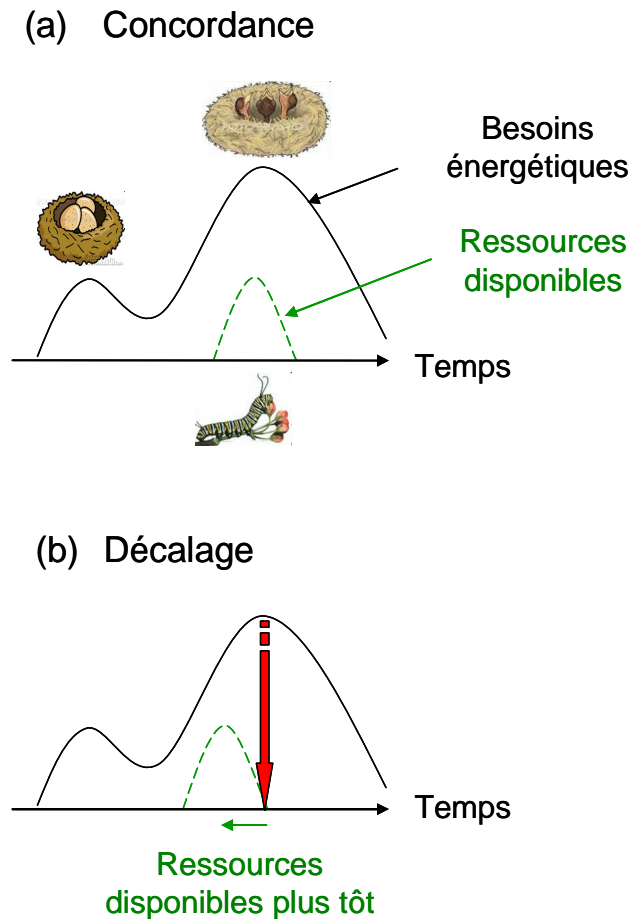 (a) Concordance
Besoins
énergétiques
Ressources
disponibles
Temps
(b) Décalage
Temps
Ressources
disponibles plus tôt